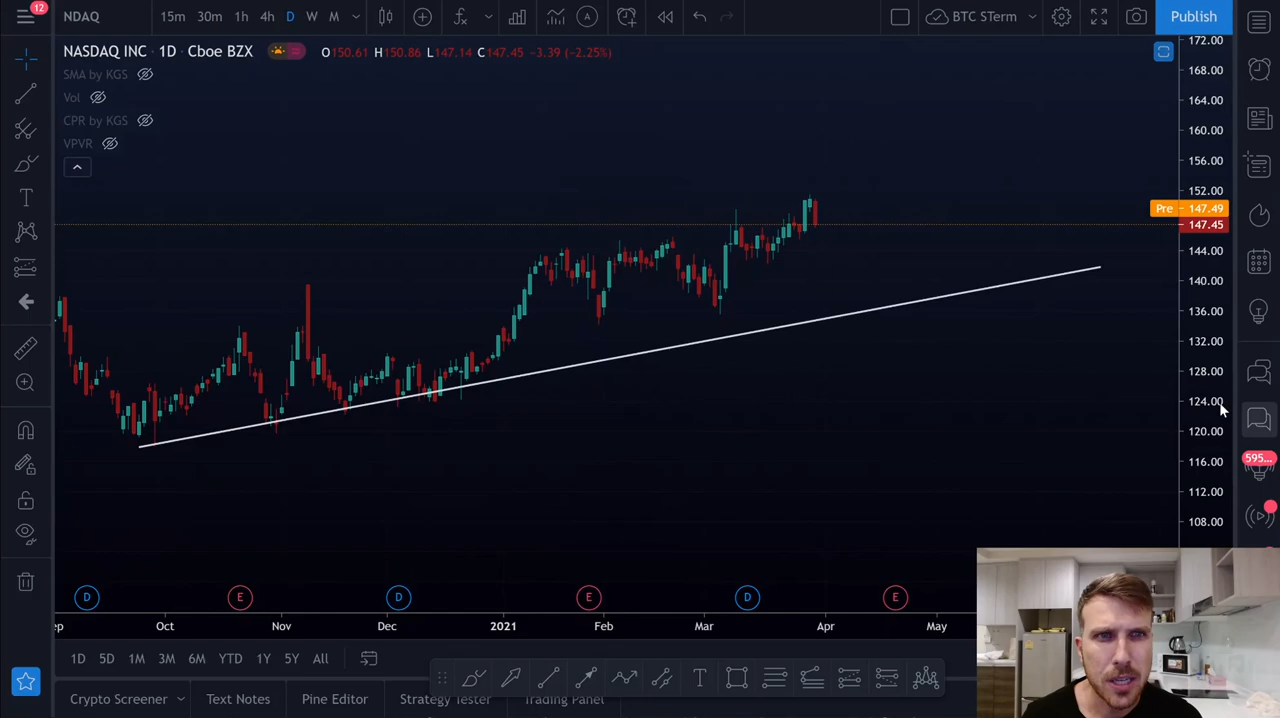 12
NDAQ
15m 30m 1h 4h D W M
BTC STerm
Publish
NASDAQ INC · 1D · Cboe BZX
O150.61 H150.86 L147.14 C147.45 −3.39 (−2.25%)
SMA by KGS
Vol
CPR by KGS
VPVR
172.00
168.00
164.00
160.00
156.00
152.00
Pre 147.49
147.45
144.00
140.00
136.00
132.00
128.00
124.00
120.00
116.00
112.00
108.00
595...
D E D E D E
Oct Nov Dec 2021 Feb Mar Apr May
1D 5D 1M 3M 6M YTD 1Y 5Y All
Crypto Screener Text Notes Pine Editor Strategy Tester Trading Panel